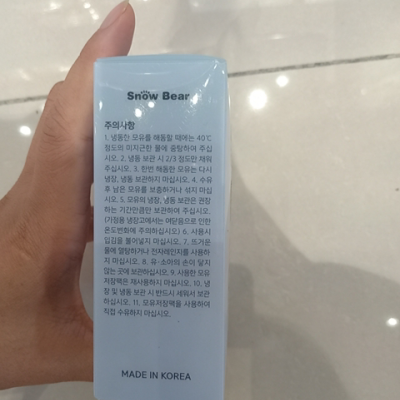 Snow Bear
주의사항
1. 냉동한 모유를 해동할 때에는 40℃
정도의 미지근한 물에 중탕하여 주십
시오. 2. 냉동 보관 시 2/3 정도만 채워
주십시오. 3. 한번 해동한 모유는 다시
냉장, 냉동 보관하지 마십시오. 4. 수유
후 남은 모유를 보충하거나 섞지 마십
시오. 5. 모유의 냉장, 냉동 보관은 권장
하는 기간만큼만 보관하여 주십시오.
(가정용 냉장고에서는 여닫음으로 인한
온도변화에 주의하십시오) 6. 사용시
입김을 불어넣지 마십시오. 7. 뜨거운
물에 열탕하거나 전자레인지를 사용하
지 마십시오. 8. 유·소아의 손이 닿지
않는 곳에 보관하십시오. 9. 사용한 모유
저장팩은 재사용하지 마십시오. 10. 냉
장 및 냉동 보관 시 반드시 세워서 보관
하십시오. 11. 모유저장팩을 사용하여
직접 수유하지 마십시오.
MADE IN KOREA